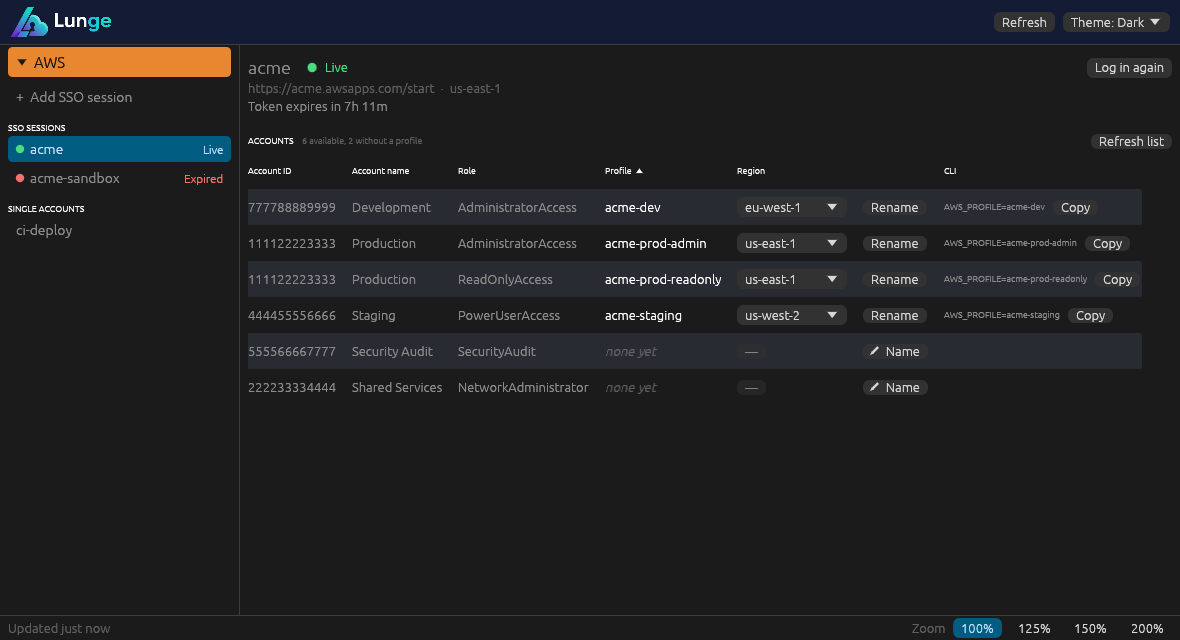 Lunge
Refresh
Theme: Dark
AWS
+ Add SSO session
SSO SESSIONS
acme Live
acme-sandbox Expired
SINGLE ACCOUNTS
ci-deploy
acme Live
Log in again
https://acme.awsapps.com/start · us-east-1
Token expires in 7h 11m
ACCOUNTS 6 available, 2 without a profile
Refresh list
Account ID Account name Role Profile Region CLI
777788889999 Development AdministratorAccess acme-dev eu-west-1 Rename AWS_PROFILE=acme-dev Copy
111122223333 Production AdministratorAccess acme-prod-admin us-east-1 Rename AWS_PROFILE=acme-prod-admin Copy
111122223333 Production ReadOnlyAccess acme-prod-readonly us-east-1 Rename AWS_PROFILE=acme-prod-readonly Copy
444455556666 Staging PowerUserAccess acme-staging us-west-2 Rename AWS_PROFILE=acme-staging Copy
555566667777 Security Audit SecurityAudit none yet — Name
222233334444 Shared Services NetworkAdministrator none yet — Name
Updated just now
Zoom 100% 125% 150% 200%